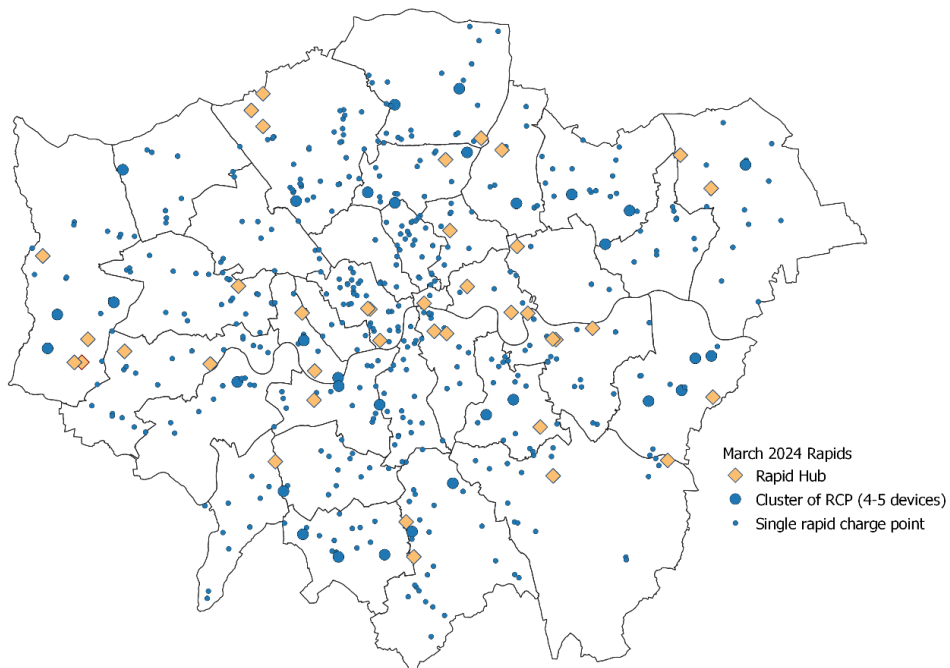 March 2024 Rapids
Rapid Hub
Cluster of RCP (4-5 devices)
Single rapid charge point